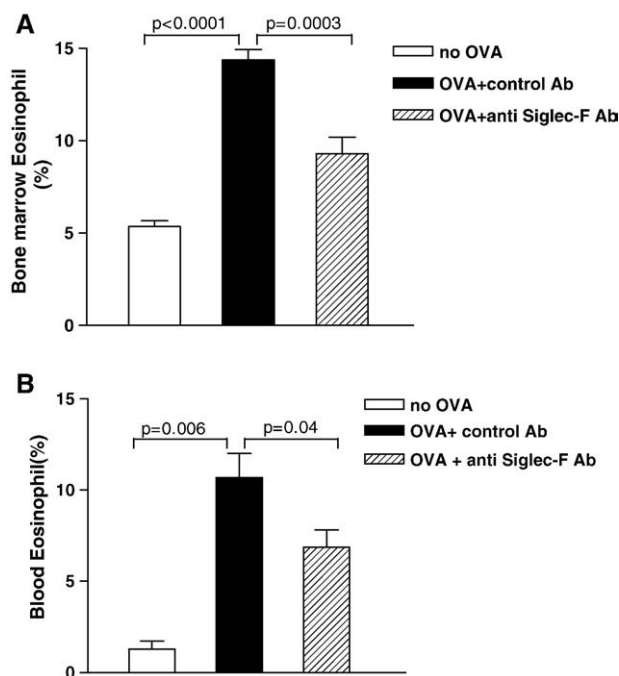 A
p<0.0001 p=0.0003
15
10
5
0
Bone marrow Eosinophil
(%)
no OVA
OVA+control Ab
OVA+anti Siglec-F Ab
B
p=0.006 p=0.04
15
10
5
0
Blood Eosinophil(%)
no OVA
OVA+ control Ab
OVA + anti Siglec-F Ab